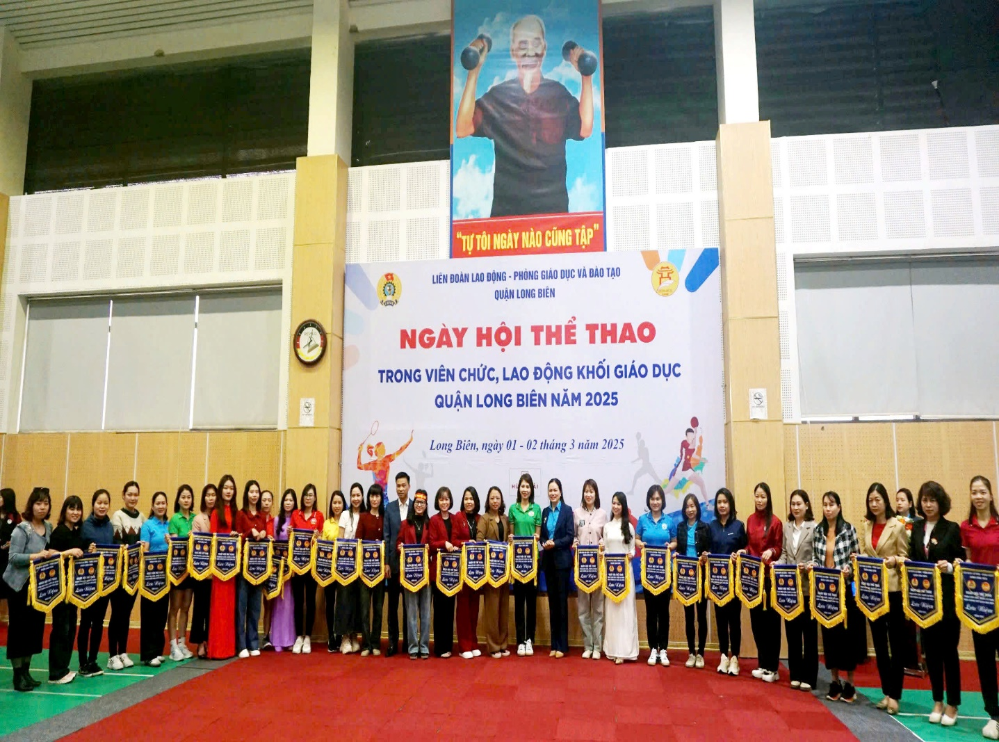 "TỰ TÔI NGÀY NÀO CŨNG TẬP"
LIÊN ĐOÀN LAO ĐỘNG - PHÒNG GIÁO DỤC VÀ ĐÀO TẠO
QUẬN LONG BIÊN
NGÀY HỘI THỂ THAO
TRONG VIÊN CHỨC, LAO ĐỘNG KHỐI GIÁO DỤC
QUẬN LONG BIÊN NĂM 2025
Long Biên, ngày 01 - 02 tháng 3 năm 2025
Lưu Niệm